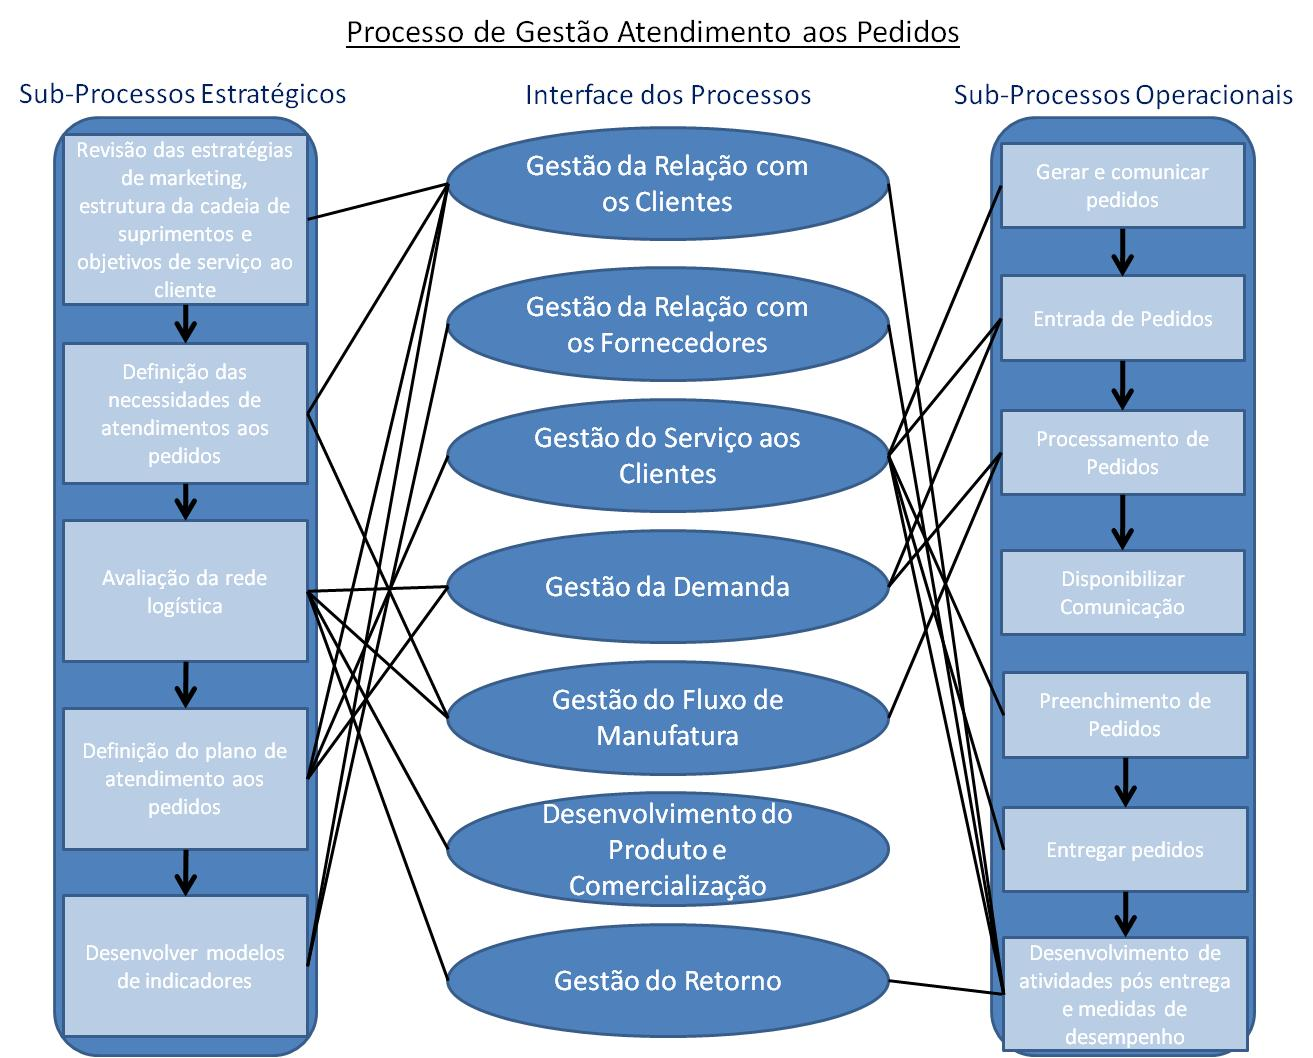 Processo de Gestão Atendimento aos Pedidos
Sub-Processos Estratégicos
Revisão das estratégias
de marketing,
estrutura da cadeia de
suprimentos e
objetivos de serviço ao
cliente
Definição das
necessidades de
atendimentos aos
pedidos
Avaliação da rede
logística
Definição do plano de
atendimento aos
pedidos
Desenvolver modelos
de indicadores
Interface dos Processos
Gestão da Relação com
os Clientes
Gestão da Relação com
os Fornecedores
Gestão do Serviço aos
Clientes
Gestão da Demanda
Gestão do Fluxo de
Manufatura
Desenvolvimento do
Produto e
Comercialização
Gestão do Retorno
Sub-Processos Operacionais
Gerar e comunicar
pedidos
Entrada de Pedidos
Processamento de
Pedidos
Disponibilizar
Comunicação
Preenchimento de
Pedidos
Entregar pedidos
Desenvolvimento de
atividades pós entrega
e medidas de
desempenho